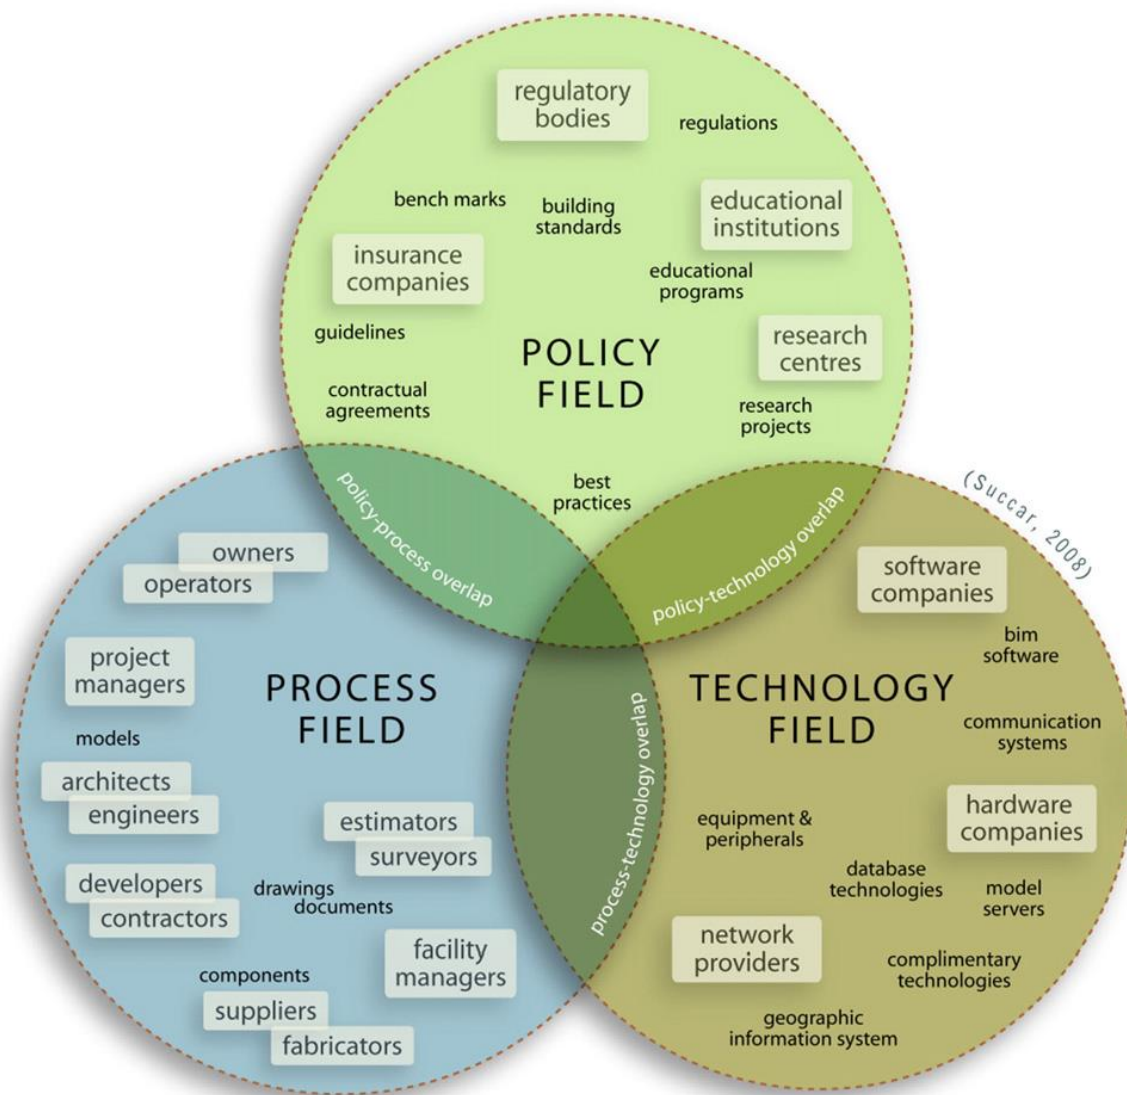 regulatory
bodies
regulations
bench marks
building
standards
educational
institutions
insurance
companies
educational
programs
guidelines
POLICY
FIELD
research
centres
contractual
agreements
research
projects
best
practices
policy-process overlap
policy-technology overlap
(Succar, 2008)
owners
operators
project
managers
PROCESS
FIELD
models
architects
engineers
estimators
surveyors
developers
contractors
drawings
documents
facility
managers
components
suppliers
fabricators
process-technology overlap
software
companies
bim
software
TECHNOLOGY
FIELD
communication
systems
hardware
companies
equipment &
peripherals
database
technologies
model
servers
network
providers
complimentary
technologies
geographic
information system